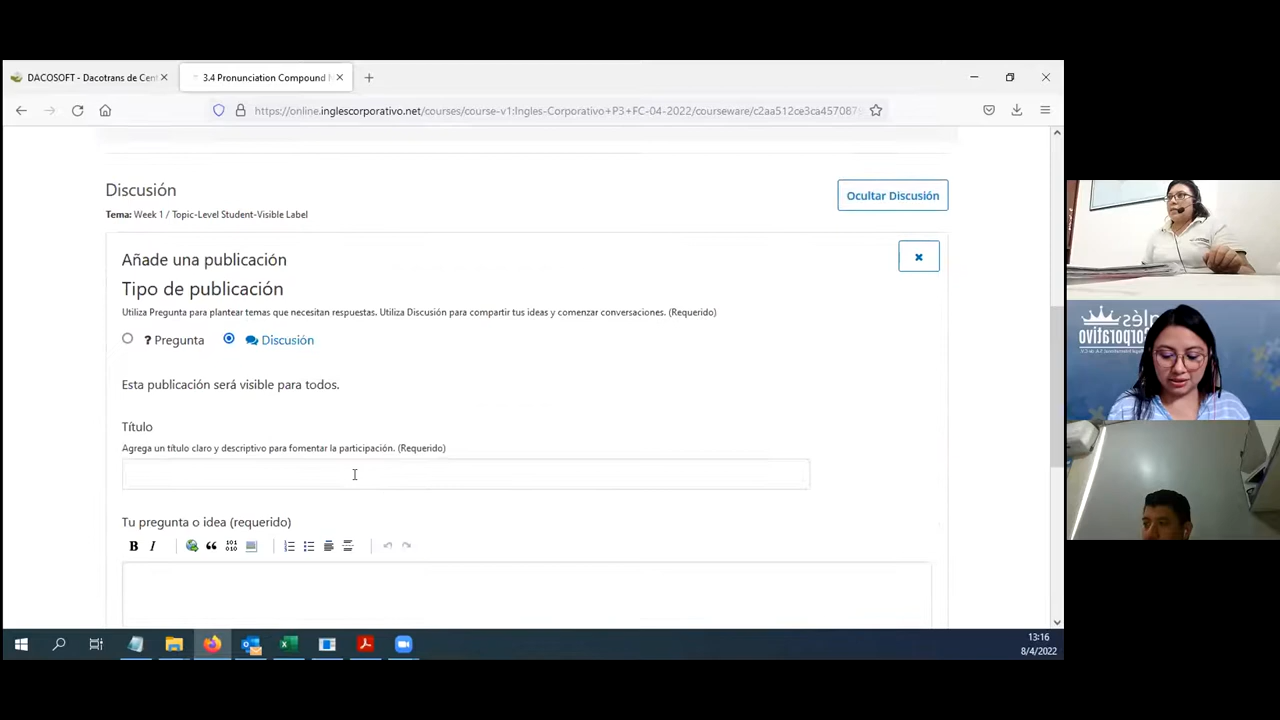 DACOSOFT - Dacotrans de Cen
3.4 Pronunciation Compound
https://online.inglescorporativo.net/courses/course-v1:Ingles-Corporativo+P3+FC-04-2022/courseware/c2aa512ce3ca4570879
Discusión
Ocultar Discusión
Tema: Week 1 / Topic-Level Student-Visible Label
Añade una publicación
Tipo de publicación
Utiliza Pregunta para plantear temas que necesitan respuestas. Utiliza Discusión para compartir tus ideas y comenzar conversaciones. (Requerido)
? Pregunta
Discusión
Esta publicación será visible para todos.
Título
Agrega un título claro y descriptivo para fomentar la participación. (Requerido)
Tu pregunta o idea (requerido)
B I
101
010
13:16
8/4/2022